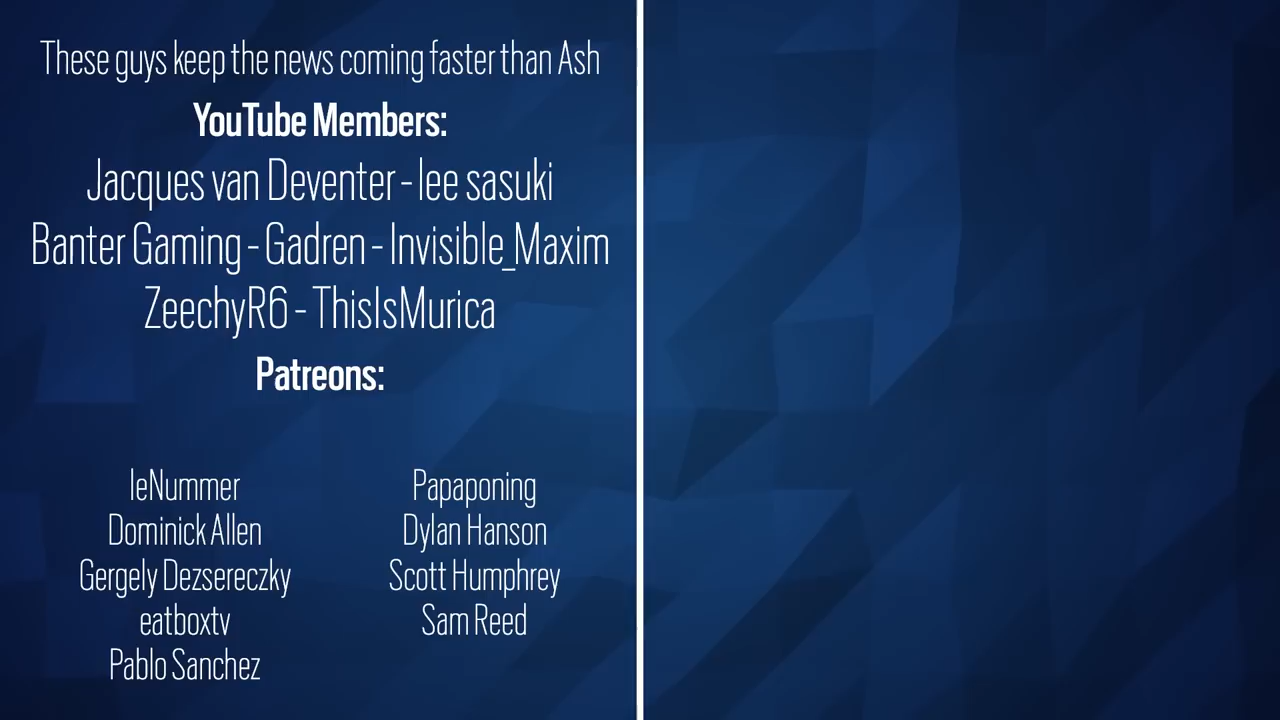 These guys keep the news coming faster than Ash
YouTube Members:
Jacques van Deventer - lee sasuki
Banter Gaming - Gadren - Invisible_Maxim
ZeechyR6 - ThisIsMurica
Patreons:
leNummer
Dominick Allen
Gergely Dezsereczky
eatboxtv
Pablo Sanchez
Papaponing
Dylan Hanson
Scott Humphrey
Sam Reed